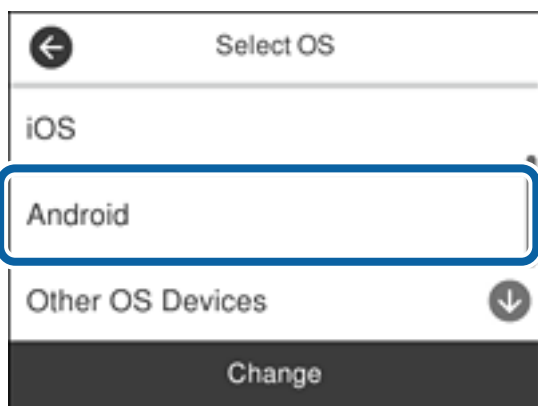 Select OS
iOS
Android
Other OS Devices
Change